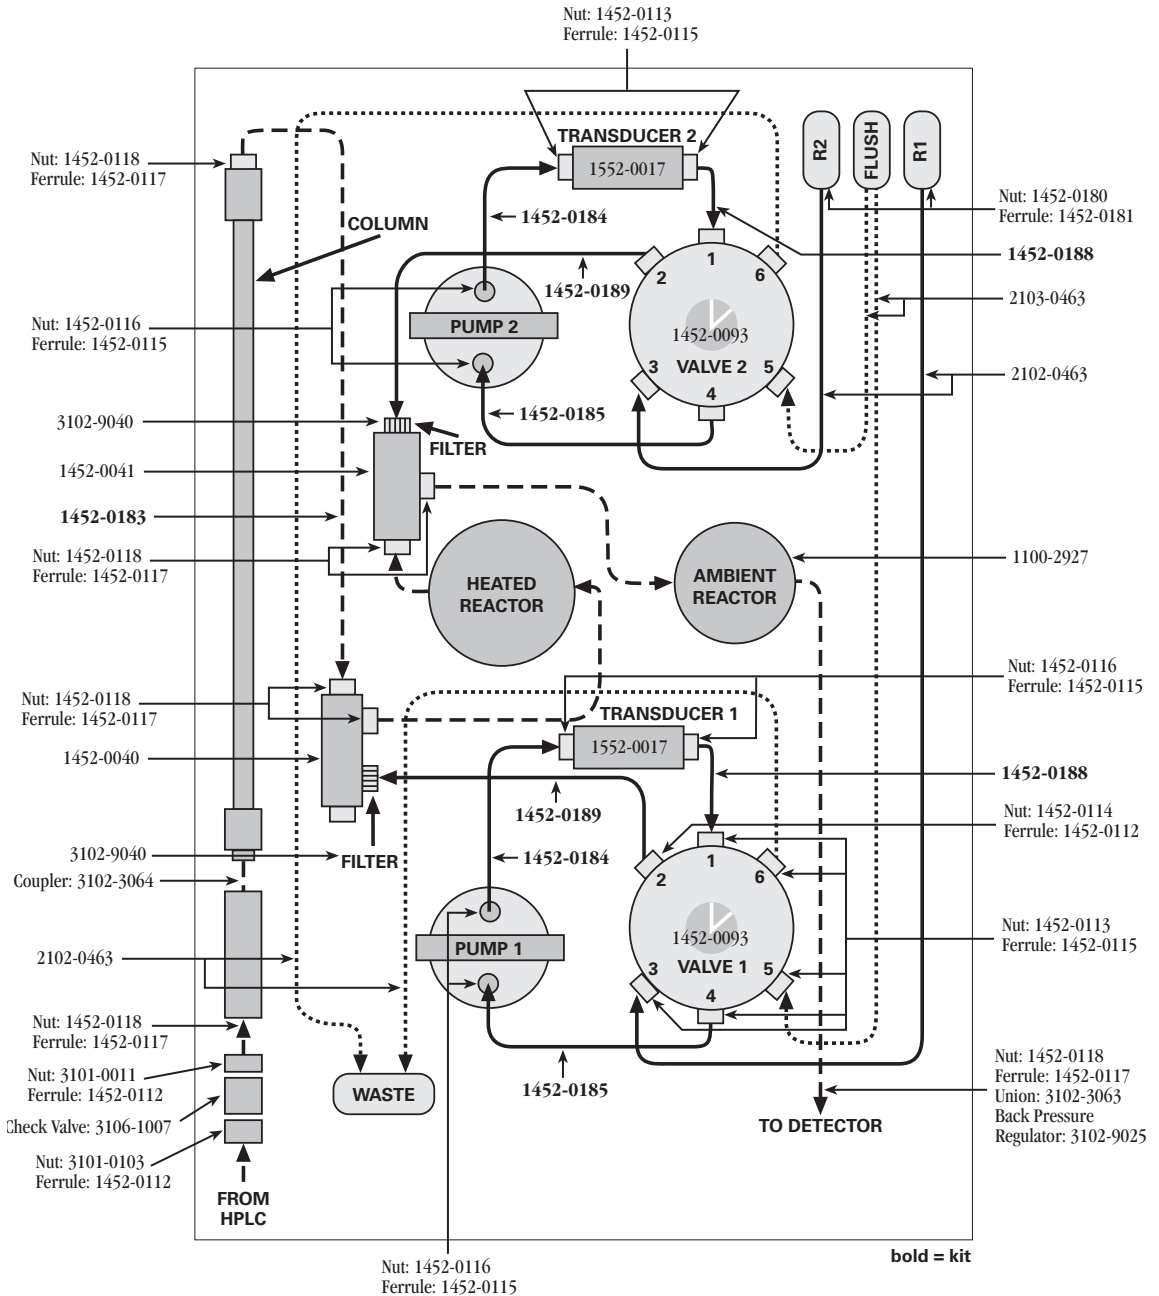 Nut: 1452-0113
Ferrule: 1452-0115
TRANSDUCER 2
1552-0017
R2
FLUSH
R1
Nut: 1452-0118
Ferrule: 1452-0117
COLUMN
1452-0184
Nut: 1452-0180
Ferrule: 1452-0181
1452-0188
1
2
6
1452-0189
2103-0463
Nut: 1452-0116
Ferrule: 1452-0115
PUMP 2
1452-0093
VALVE 2
3
5
4
2102-0463
1452-0185
3102-9040
FILTER
1452-0041
1452-0183
Nut: 1452-0118
Ferrule: 1452-0117
HEATED
REACTOR
AMBIENT
REACTOR
1100-2927
Nut: 1452-0116
Ferrule: 1452-0115
Nut: 1452-0118
Ferrule: 1452-0117
TRANSDUCER 1
1552-0017
1452-0040
1452-0188
1452-0189
Nut: 1452-0114
Ferrule: 1452-0112
3102-9040
FILTER
1452-0184
1
2
6
Coupler: 3102-3064
Nut: 1452-0113
Ferrule: 1452-0115
PUMP 1
1452-0093
VALVE 1
3
5
4
2102-0463
Nut: 1452-0118
Ferrule: 1452-0117
Nut: 3101-0011
Ferrule: 1452-0112
WASTE
1452-0185
Nut: 1452-0118
Ferrule: 1452-0117
Union: 3102-3063
Back Pressure
Regulator: 3102-9025
Check Valve: 3106-1007
TO DETECTOR
Nut: 3101-0103
Ferrule: 1452-0112
FROM
HPLC
bold = kit
Nut: 1452-0116
Ferrule: 1452-0115